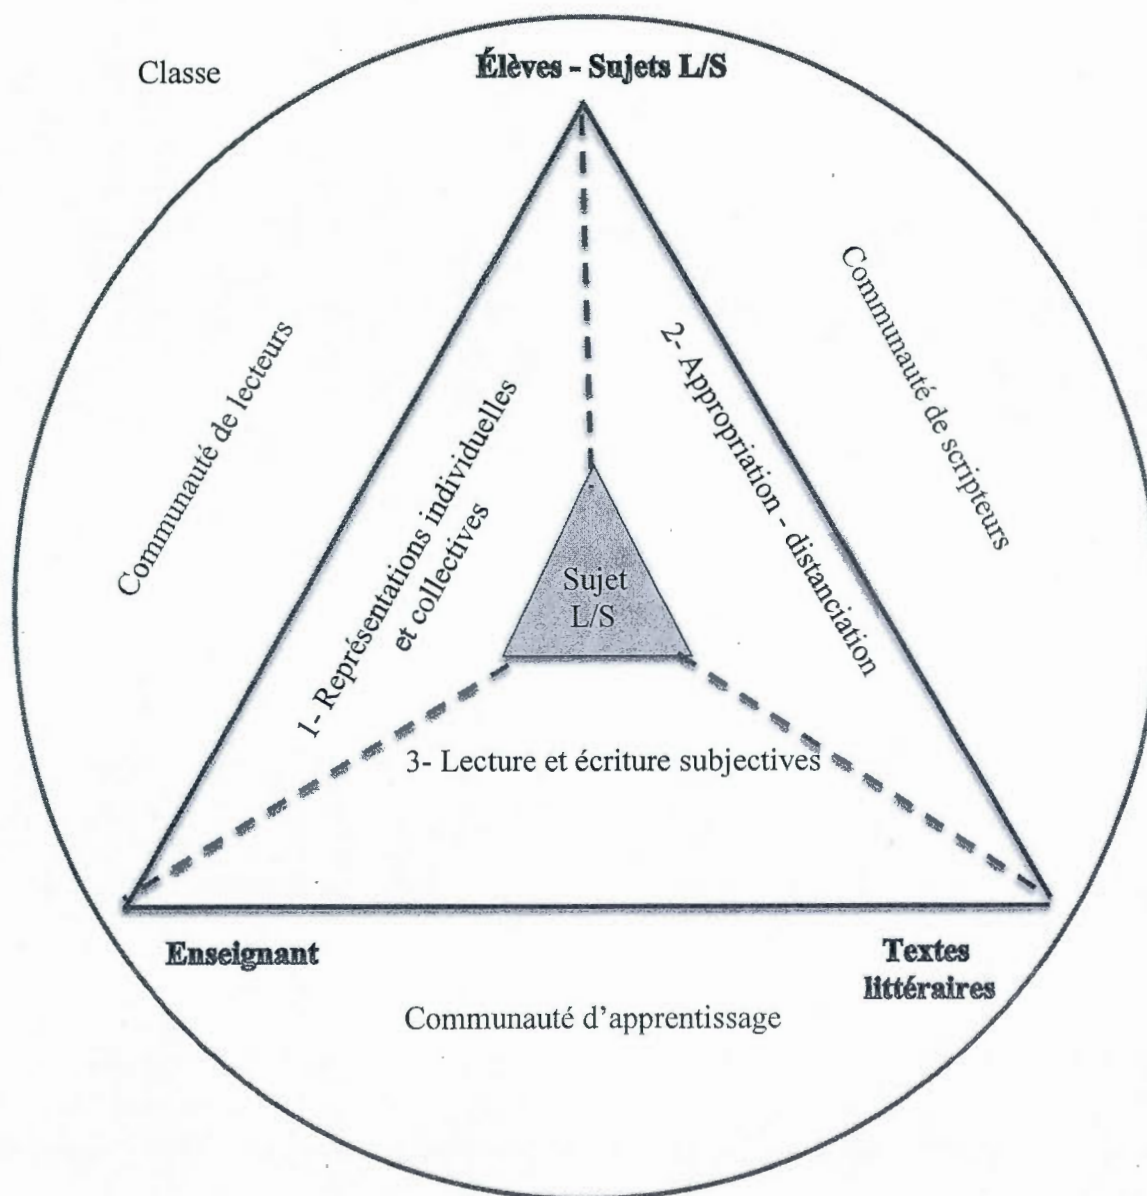 Classe
Élèves - Sujets L/S
Communauté de lecteurs
Communauté de scripteurs
1- Représentations individuelles
et collectives
2- Appropriation - distanciation
Sujet
L/S
3- Lecture et écriture subjectives
Enseignant
Textes
littéraires
Communauté d'apprentissage